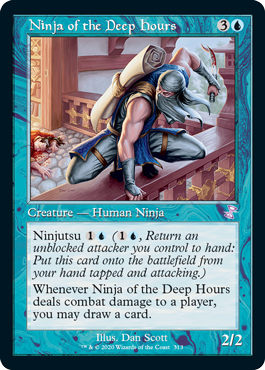 Ninja of the Deep Hours 3
Creature — Human Ninja
Ninjutsu 1 (1, Return an
unblocked attacker you control to hand:
Put this card onto the battlefield from
your hand tapped and attacking.)
Whenever Ninja of the Deep Hours
deals combat damage to a player,
you may draw a card.
Illus. Dan Scott
™ & © 2020 Wizards of the Coast 313
2/2